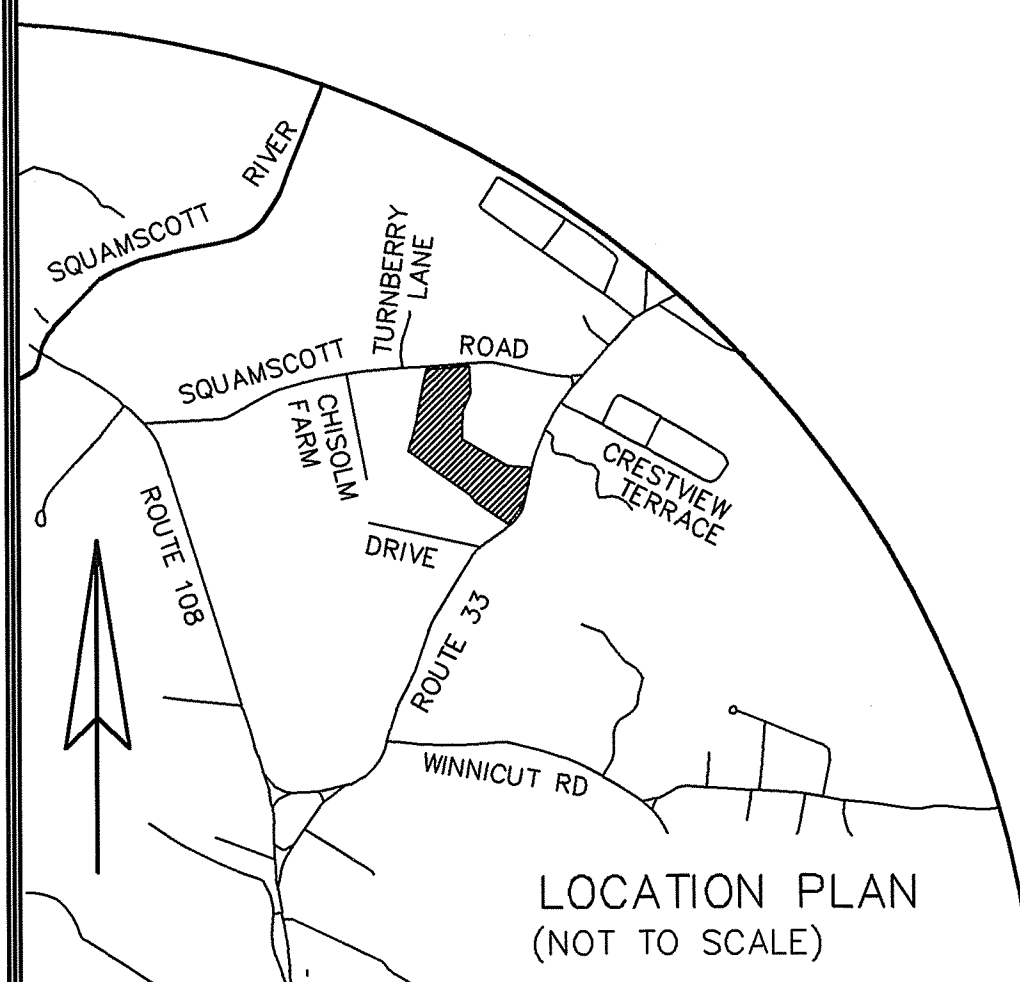 SQUAMSCOTT RIVER
TURNBERRY
LANE
SQUAMSCOTT ROAD
CHISOLM
FARM
DRIVE
CRESTVIEW
TERRACE
ROUTE 108
ROUTE 33
WINNICUT RD
LOCATION PLAN
(NOT TO SCALE)